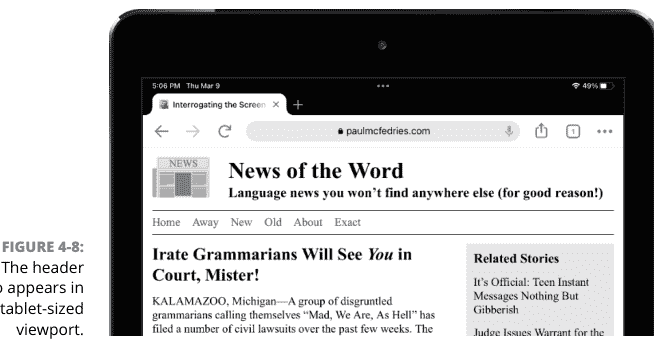 5:06 PM Thu Mar 9
49%
Interrogating the Screen
paulmcfedries.com
1
NEWS
News of the Word
Language news you won't find anywhere else (for good reason!)
Home Away New Old About Exact
Irate Grammarians Will See You in
Court, Mister!
KALAMAZOO, Michigan—A group of disgruntled
grammarians calling themselves “Mad, We Are, As Hell” has
filed a number of civil lawsuits over the past few weeks. The
Related Stories
It's Official: Teen Instant
Messages Nothing But
Gibberish
Judge Issues Warrant for the
FIGURE 4-8:
The header
appears in
tablet-sized
viewport.